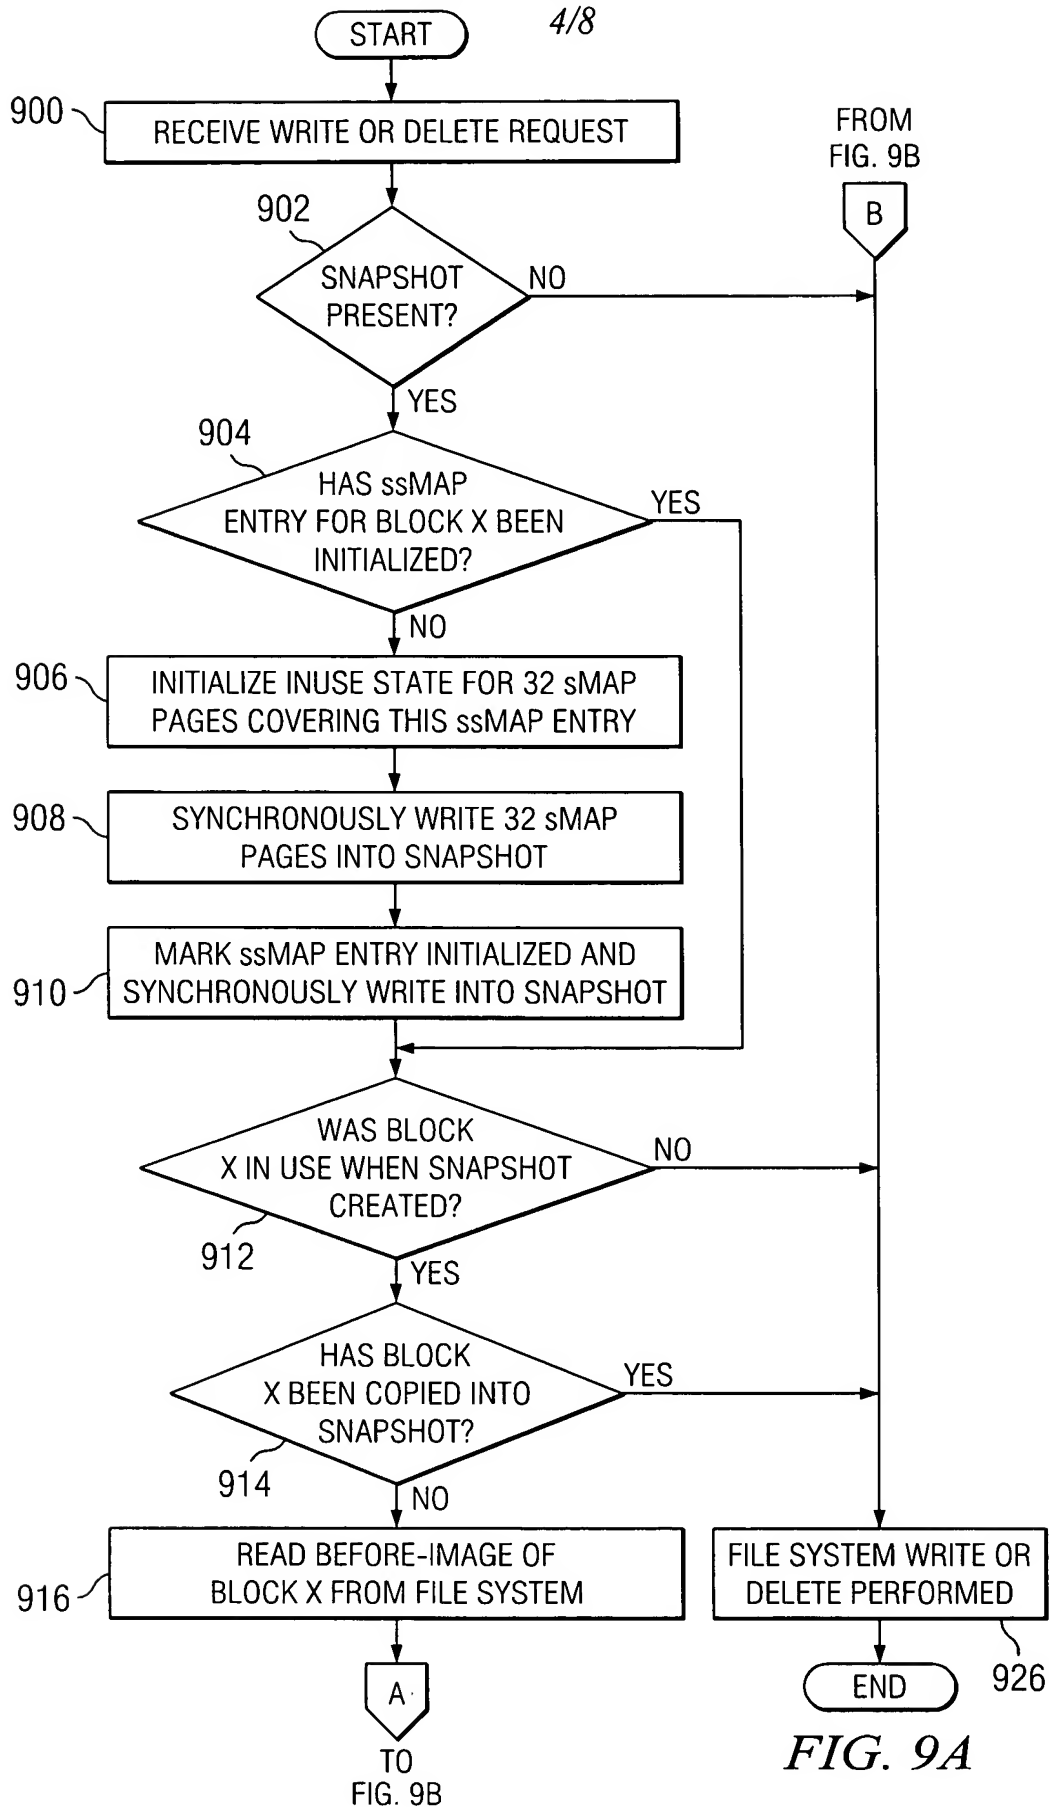 4/8
START
900
RECEIVE WRITE OR DELETE REQUEST
FROM
FIG. 9B
B
902
SNAPSHOT
PRESENT?
NO
YES
904
HAS ssMAP
ENTRY FOR BLOCK X BEEN
INITIALIZED?
YES
NO
906
INITIALIZE INUSE STATE FOR 32 sMAP
PAGES COVERING THIS ssMAP ENTRY
908
SYNCHRONOUSLY WRITE 32 sMAP
PAGES INTO SNAPSHOT
910
MARK ssMAP ENTRY INITIALIZED AND
SYNCHRONOUSLY WRITE INTO SNAPSHOT
WAS BLOCK
X IN USE WHEN SNAPSHOT
CREATED?
NO
912
YES
HAS BLOCK
X BEEN COPIED INTO
SNAPSHOT?
YES
914
NO
916
READ BEFORE-IMAGE OF
BLOCK X FROM FILE SYSTEM
FILE SYSTEM WRITE OR
DELETE PERFORMED
926
A
TO
FIG. 9B
END
FIG. 9A